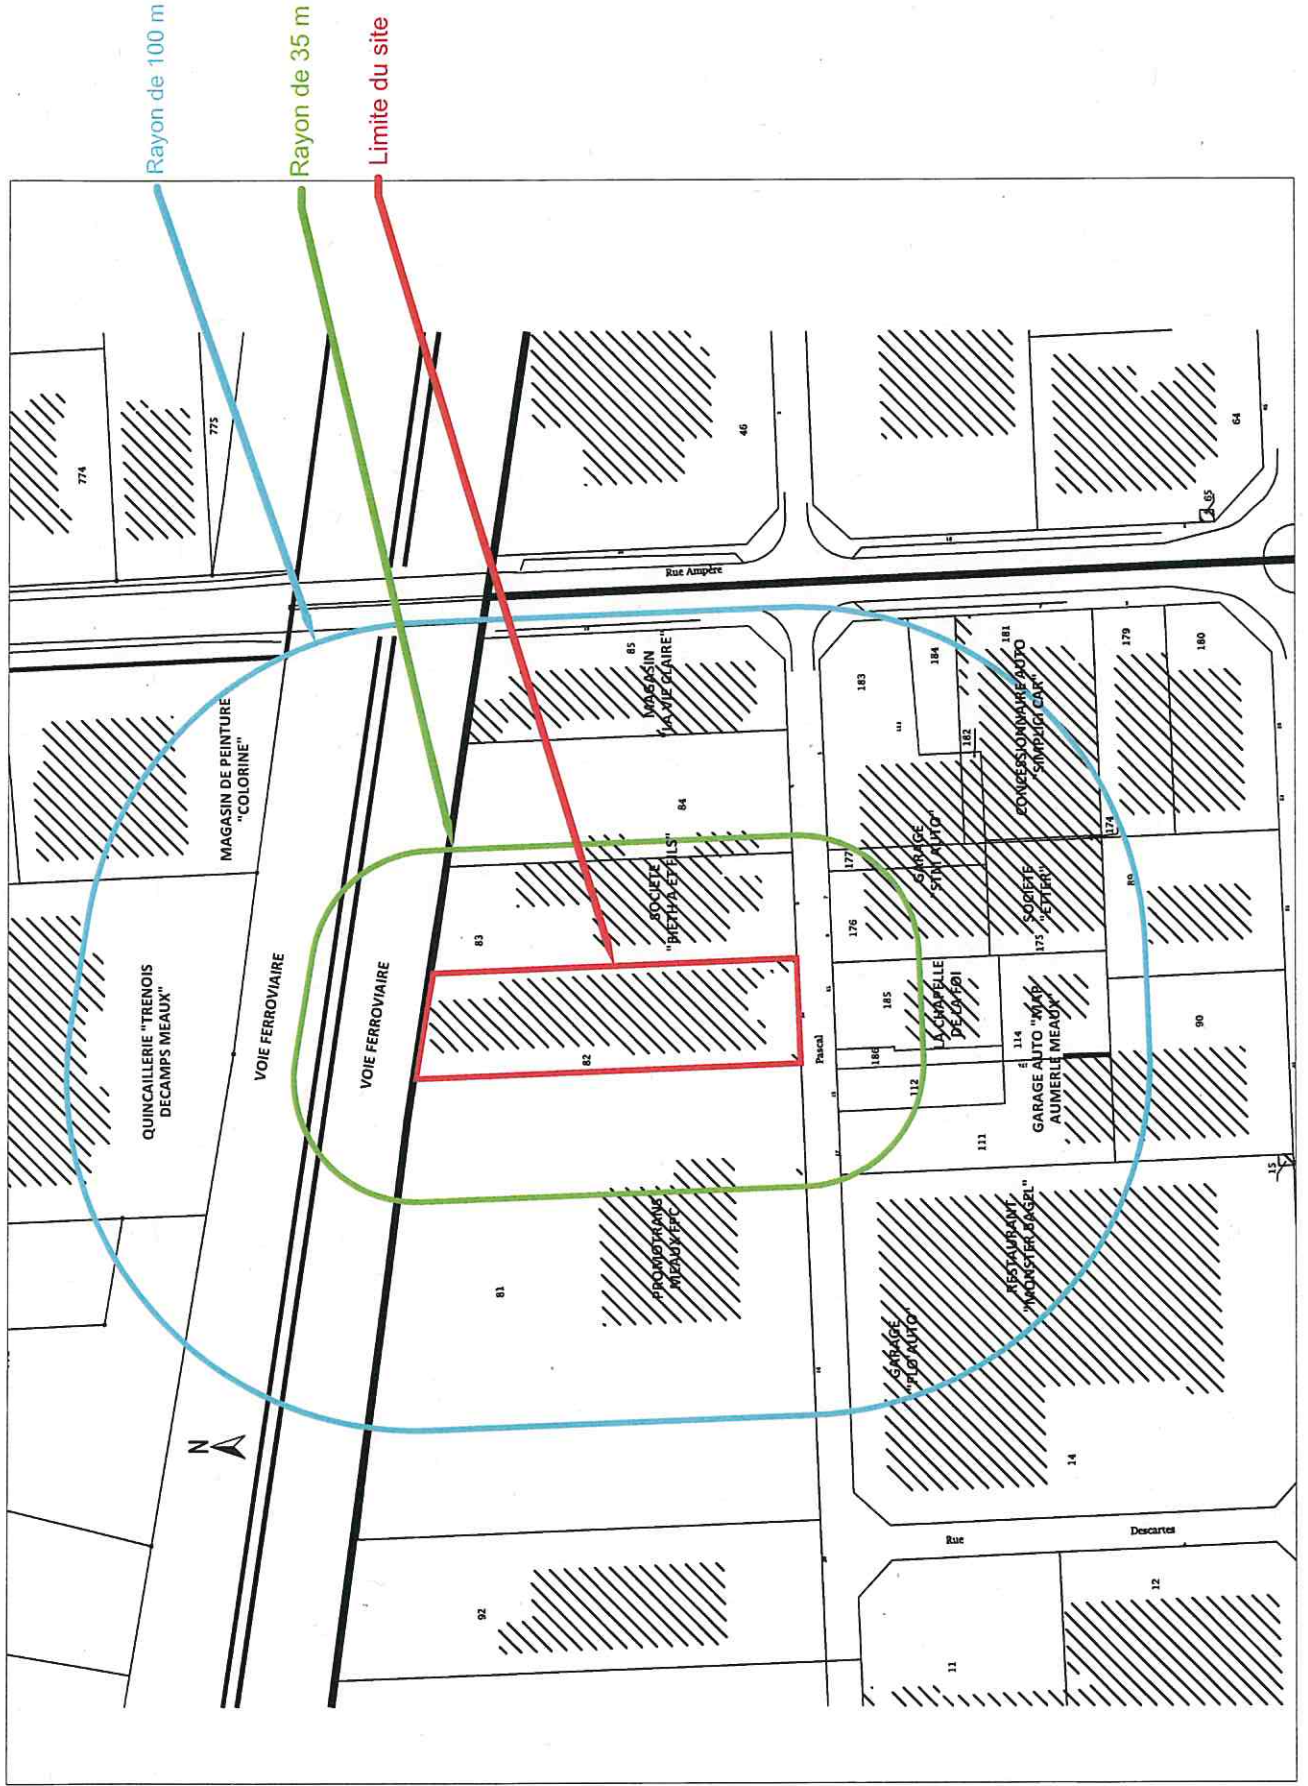 Rayon de 100 m
Rayon de 35 m
Limite du site
774
775
46
64
65
Rue Ampère
MAGASIN DE PEINTURE
"COLORINE"
QUINCAILLERIE "TRENOIS
DECAMPS MEAUX"
VOIE FERROVIAIRE
VOIE FERROVIAIRE
N
85
MAGASIN
"LA VIE CLAIRE"
84
83
SOCIETE
"BIETH A ET FILS"
82
81
PROMOTRANS
MEAUX FPC
92
Pascal
183
184
181
182
179
180
CONCESSIONNAIRE AUTO
"SIMPLICI CAR"
177
176
174
GARAGE
"SINI AUTO"
SOCIETE
"ETTER"
175
89
185
186
LA CHAPELLE
DE LA FOI
114
112
111
GARAGE AUTO "MAP
AUMERLE MEAUX"
90
15
RESTAURANT
"MONSTER BAGEL"
GARAGE
"FLO'AUTO"
14
Rue
Descartes
11
12